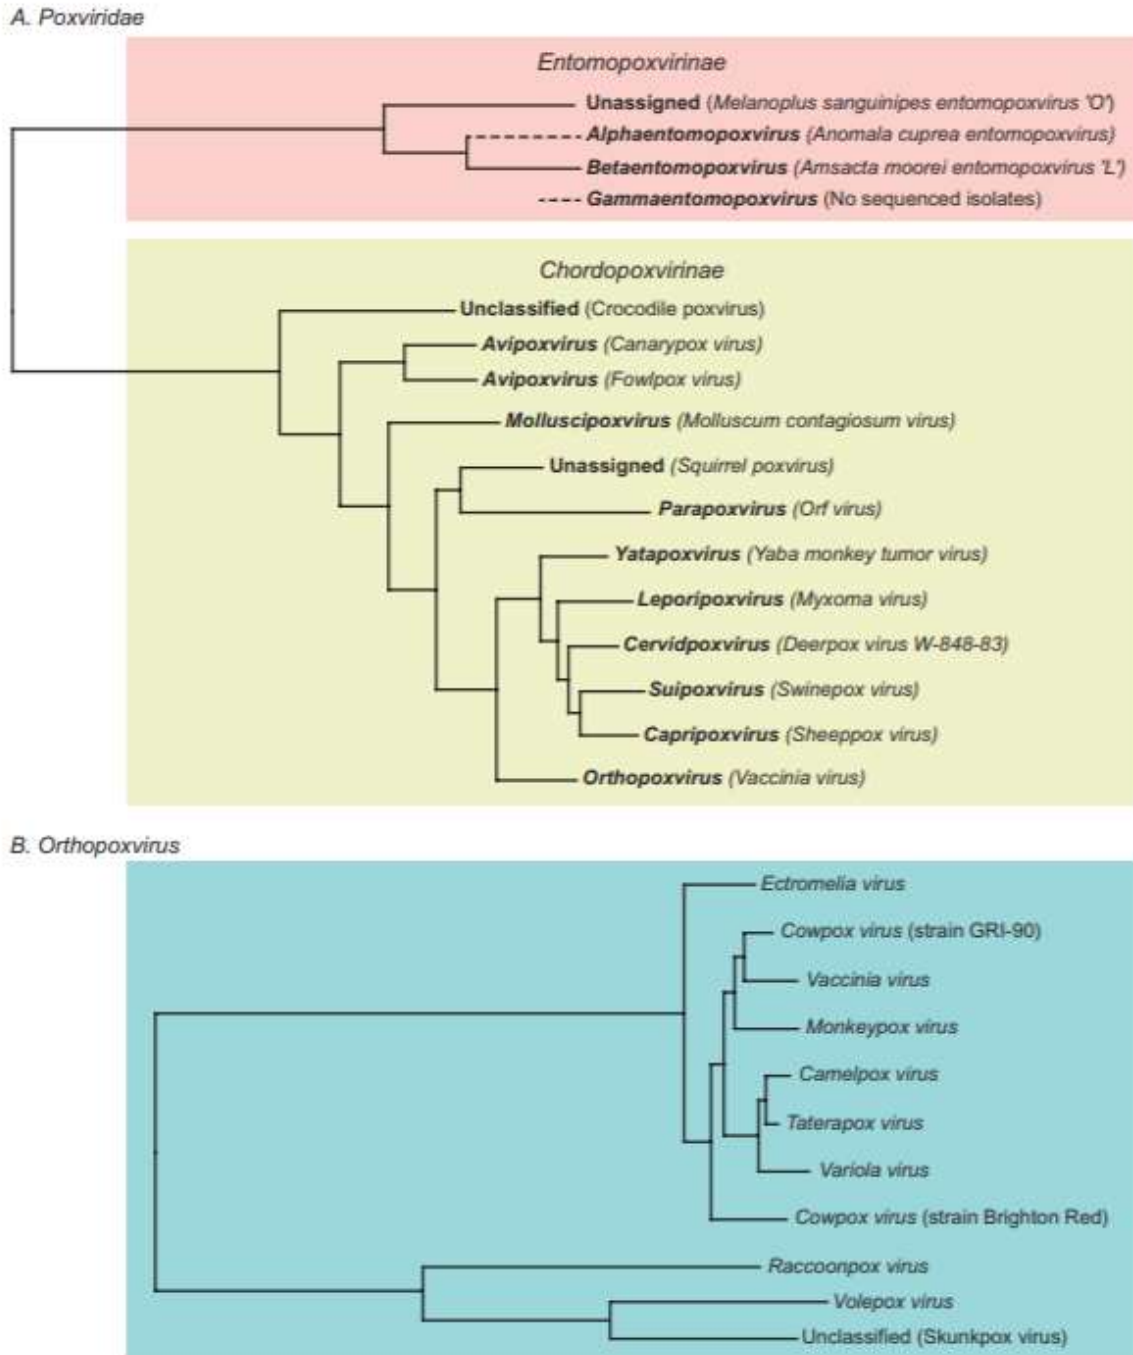 A. Poxviridae
Entomopoxvirinae
Unassigned (Melanoplus sanguinipes entomopoxvirus 'O')
Alphaentomopoxvirus (Anomala cuprea entomopoxvirus)
Betaentomopoxvirus (Amsacta moorei entomopoxvirus 'L')
Gammaentomopoxvirus (No sequenced isolates)
Chordopoxvirinae
Unclassified (Crocodile poxvirus)
Avipoxvirus (Canarypox virus)
Avipoxvirus (Fowlpox virus)
Molluscipoxvirus (Molluscum contagiosum virus)
Unassigned (Squirrel poxvirus)
Parapoxvirus (Orf virus)
Yatapoxvirus (Yaba monkey tumor virus)
Leporipoxvirus (Myxoma virus)
Cervidpoxvirus (Deerpox virus W-848-83)
Suipoxvirus (Swinepox virus)
Capripoxvirus (Sheeppox virus)
Orthopoxvirus (Vaccinia virus)
B. Orthopoxvirus
Ectromelia virus
Cowpox virus (strain GRI-90)
Vaccinia virus
Monkeypox virus
Camelpox virus
Taterapox virus
Variola virus
Cowpox virus (strain Brighton Red)
Raccoonpox virus
Volepox virus
Unclassified (Skunkpox virus)